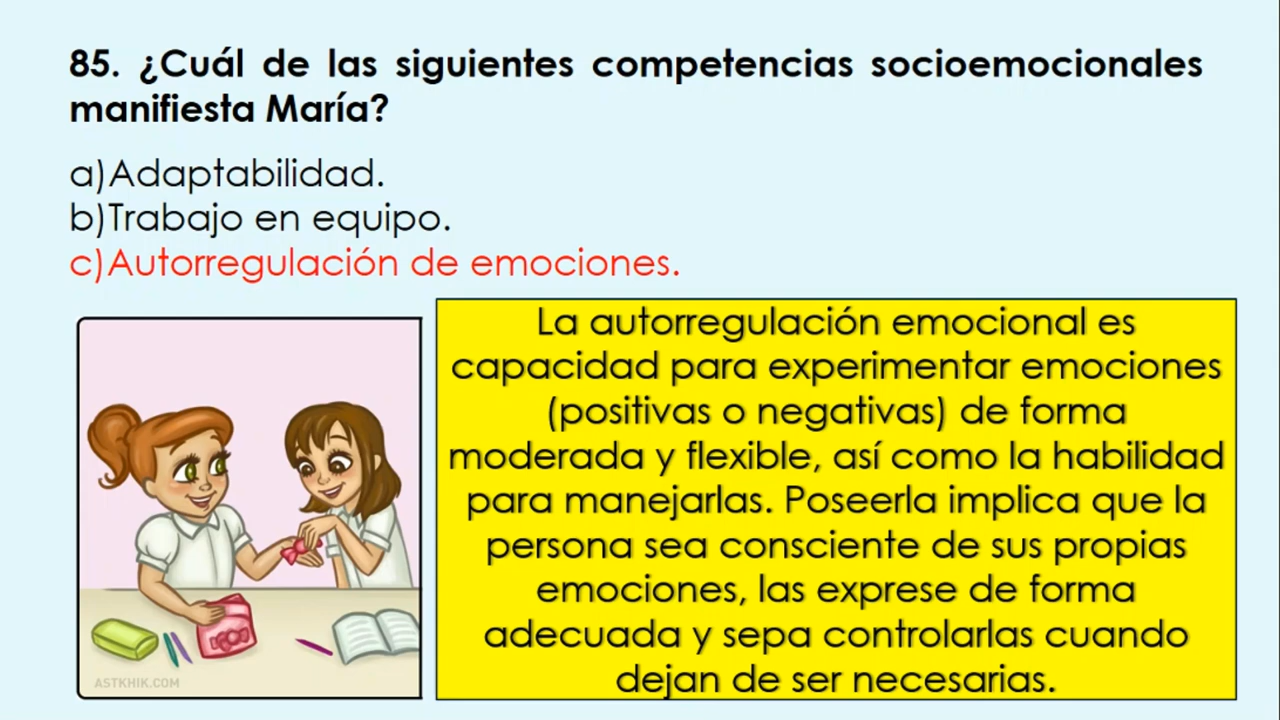 85. ¿Cuál de las siguientes competencias socioemocionales
manifiesta María?
a)Adaptabilidad.
b)Trabajo en equipo.
c)Autorregulación de emociones.
La autorregulación emocional es
capacidad para experimentar emociones
(positivas o negativas) de forma
moderada y flexible, así como la habilidad
para manejarlas. Poseerla implica que la
persona sea consciente de sus propias
emociones, las exprese de forma
adecuada y sepa controlarlas cuando
dejan de ser necesarias.
ASTKHIK.COM